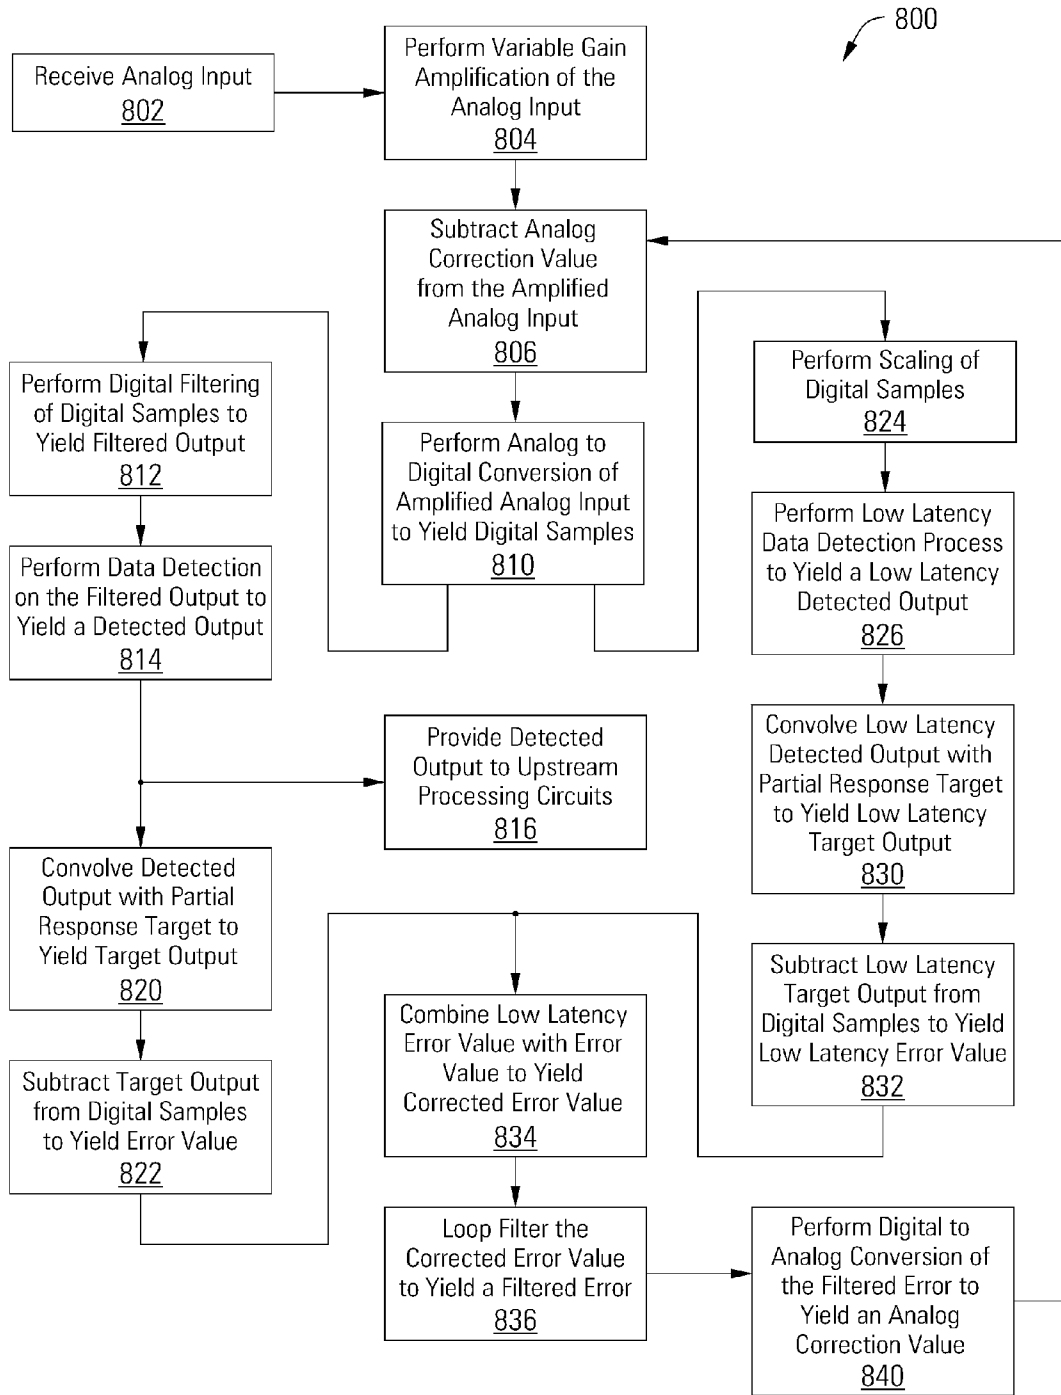 800
Receive Analog Input
802
Perform Variable Gain
Amplification of the
Analog Input
804
Subtract Analog
Correction Value
from the Amplified
Analog Input
806
Perform Digital Filtering
of Digital Samples to
Yield Filtered Output
812
Perform Analog to
Digital Conversion of
Amplified Analog Input
to Yield Digital Samples
810
Perform Scaling of
Digital Samples
824
Perform Data Detection
on the Filtered Output to
Yield a Detected Output
814
Perform Low Latency
Data Detection Process
to Yield a Low Latency
Detected Output
826
Provide Detected
Output to Upstream
Processing Circuits
816
Convolve Low Latency
Detected Output with
Partial Response Target
to Yield Low Latency
Target Output
830
Convolve Detected
Output with Partial
Response Target to
Yield Target Output
820
Subtract Low Latency
Target Output from
Digital Samples to Yield
Low Latency Error Value
832
Combine Low Latency
Error Value with Error
Value to Yield
Corrected Error Value
834
Subtract Target Output
from Digital Samples
to Yield Error Value
822
Loop Filter the
Corrected Error Value
to Yield a Filtered Error
836
Perform Digital to
Analog Conversion of
the Filtered Error to
Yield an Analog
Correction Value
840